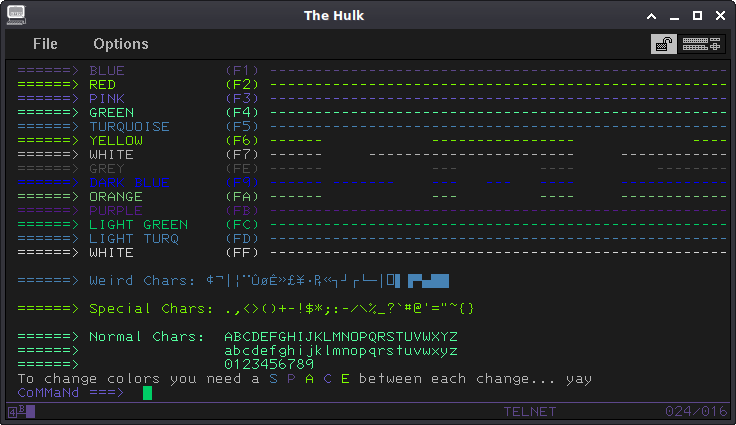 The Hulk
File Options
======> BLUE (F1) -----------------------------------------------------
======> RED (F2) -----------------------------------------------------
======> PINK (F3) -----------------------------------------------------
======> GREEN (F4) -----------------------------------------------------
======> TURQUOISE (F5) -----------------------------------------------------
======> YELLOW (F6) ------ ---------------- ----
======> WHITE (F7) ------ -------------
======> GREY (FE) ------ ---- ----
======> (F
======> ORANGE (FA) ------ ---- ----
======> PURPLE (FB) -----------------------------------------------------
======> LIGHT GREEN (FC) -----------------------------------------------------
======> LIGHT TURQ (FD) -----------------------------------------------------
======> WHITE (FF) -----------------------------------------------------
======> Weird Chars: ¢¬|¦¨ÛøÊ»£¥·
======> Special Chars: .,<>()+-!$*;:-/\%_?`#@'="~{}
======> Normal Chars: ABCDEFGHIJKLMNOPQRSTUVWXYZ
======> abcdefghijklmnopqrstuvwxyz
======> 0123456789
To change colors you need a S P A C E between each change... yay
CoMMaNd ===>
4 B TELNET 024/016